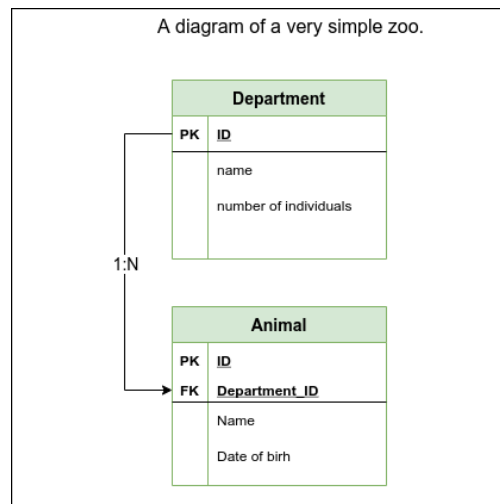 A diagram of a very simple zoo.
Department
PK ID
name
number of individuals
1:N
Animal
PK ID
FK Department_ID
Name
Date of birh